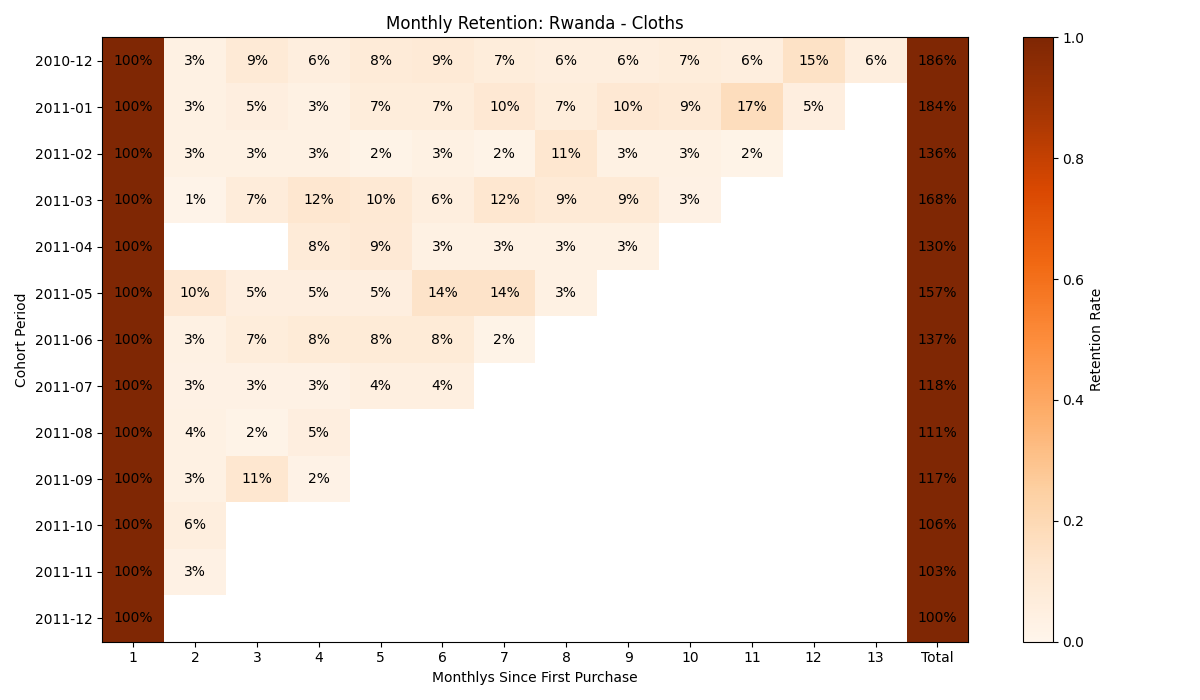 Monthly Retention: Rwanda - Cloths
2010-12 100% 3% 9% 6% 8% 9% 7% 6% 6% 7% 6% 15% 6% 186%
2011-01 100% 3% 5% 3% 7% 7% 10% 7% 10% 9% 17% 5% 184%
2011-02 100% 3% 3% 3% 2% 3% 2% 11% 3% 3% 2% 136%
2011-03 100% 1% 7% 12% 10% 6% 12% 9% 9% 3% 168%
2011-04 100% 8% 9% 3% 3% 3% 3% 130%
2011-05 100% 10% 5% 5% 5% 14% 14% 3% 157%
2011-06 100% 3% 7% 8% 8% 8% 2% 137%
2011-07 100% 3% 3% 3% 4% 4% 118%
2011-08 100% 4% 2% 5% 111%
2011-09 100% 3% 11% 2% 117%
2011-10 100% 6% 106%
2011-11 100% 3% 103%
2011-12 100% 100%
1 2 3 4 5 6 7 8 9 10 11 12 13 Total
Monthlys Since First Purchase
Cohort Period
1.0
0.8
0.6
0.4
0.2
0.0
Retention Rate